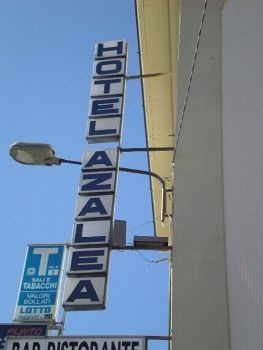 HOTEL AZALEA
T
SALI E
TABACCHI
VALORI
BOLLATI
LOTTO
PUNTO
BAR RISTORANTE